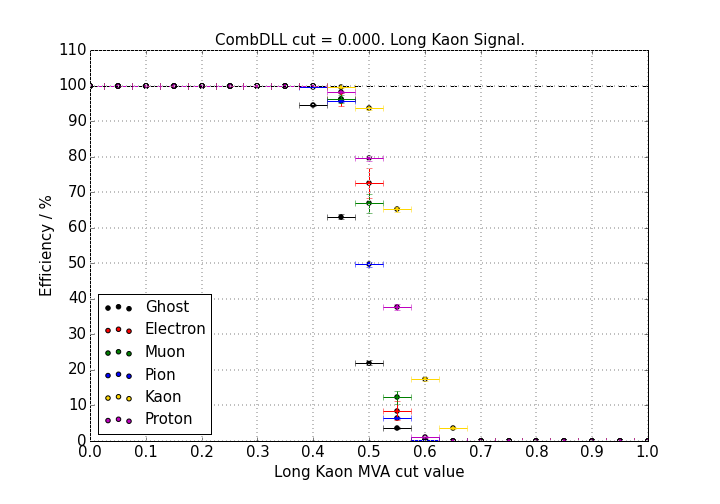 CombDLL cut = 0.000. Long Kaon Signal.
110
100
90
80
70
60
50
40
30
20
10
0
Efficiency / %
Ghost
Electron
Muon
Pion
Kaon
Proton
0.0 0.1 0.2 0.3 0.4 0.5 0.6 0.7 0.8 0.9 1.0
Long Kaon MVA cut value